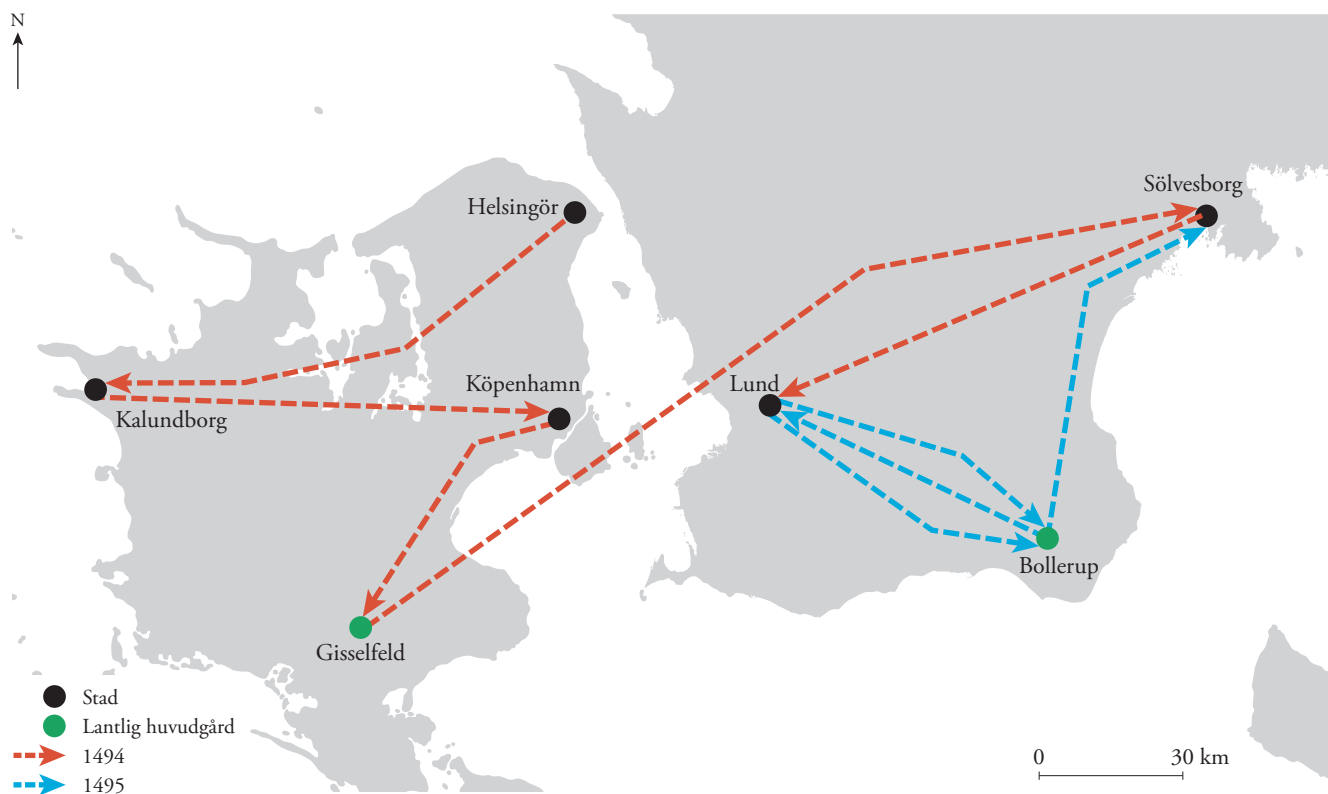 N
Sölvesborg
Helsingör
Köpenhamn
Lund
Kalundborg
Bollerup
Gisselfeld
Stad
Lantlig huvudgård
1494
1495
0 30 km